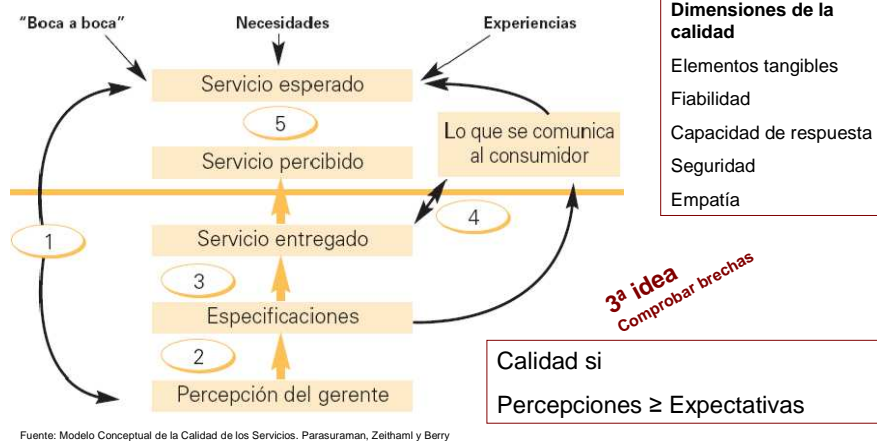 "Boca a boca"
Necesidades
Experiencias
Servicio esperado
5
Servicio percibido
Lo que se comunica
al consumidor
4
1
Servicio entregado
3
Especificaciones
2
Percepción del gerente
Dimensiones de la
calidad
Elementos tangibles
Fiabilidad
Capacidad de respuesta
Seguridad
Empatía
3ª idea
Comprobar brechas
Calidad si
Percepciones ≥ Expectativas
Fuente: Modelo Conceptual de la Calidad de los Servicios. Parasuraman, Zeithaml y Berry